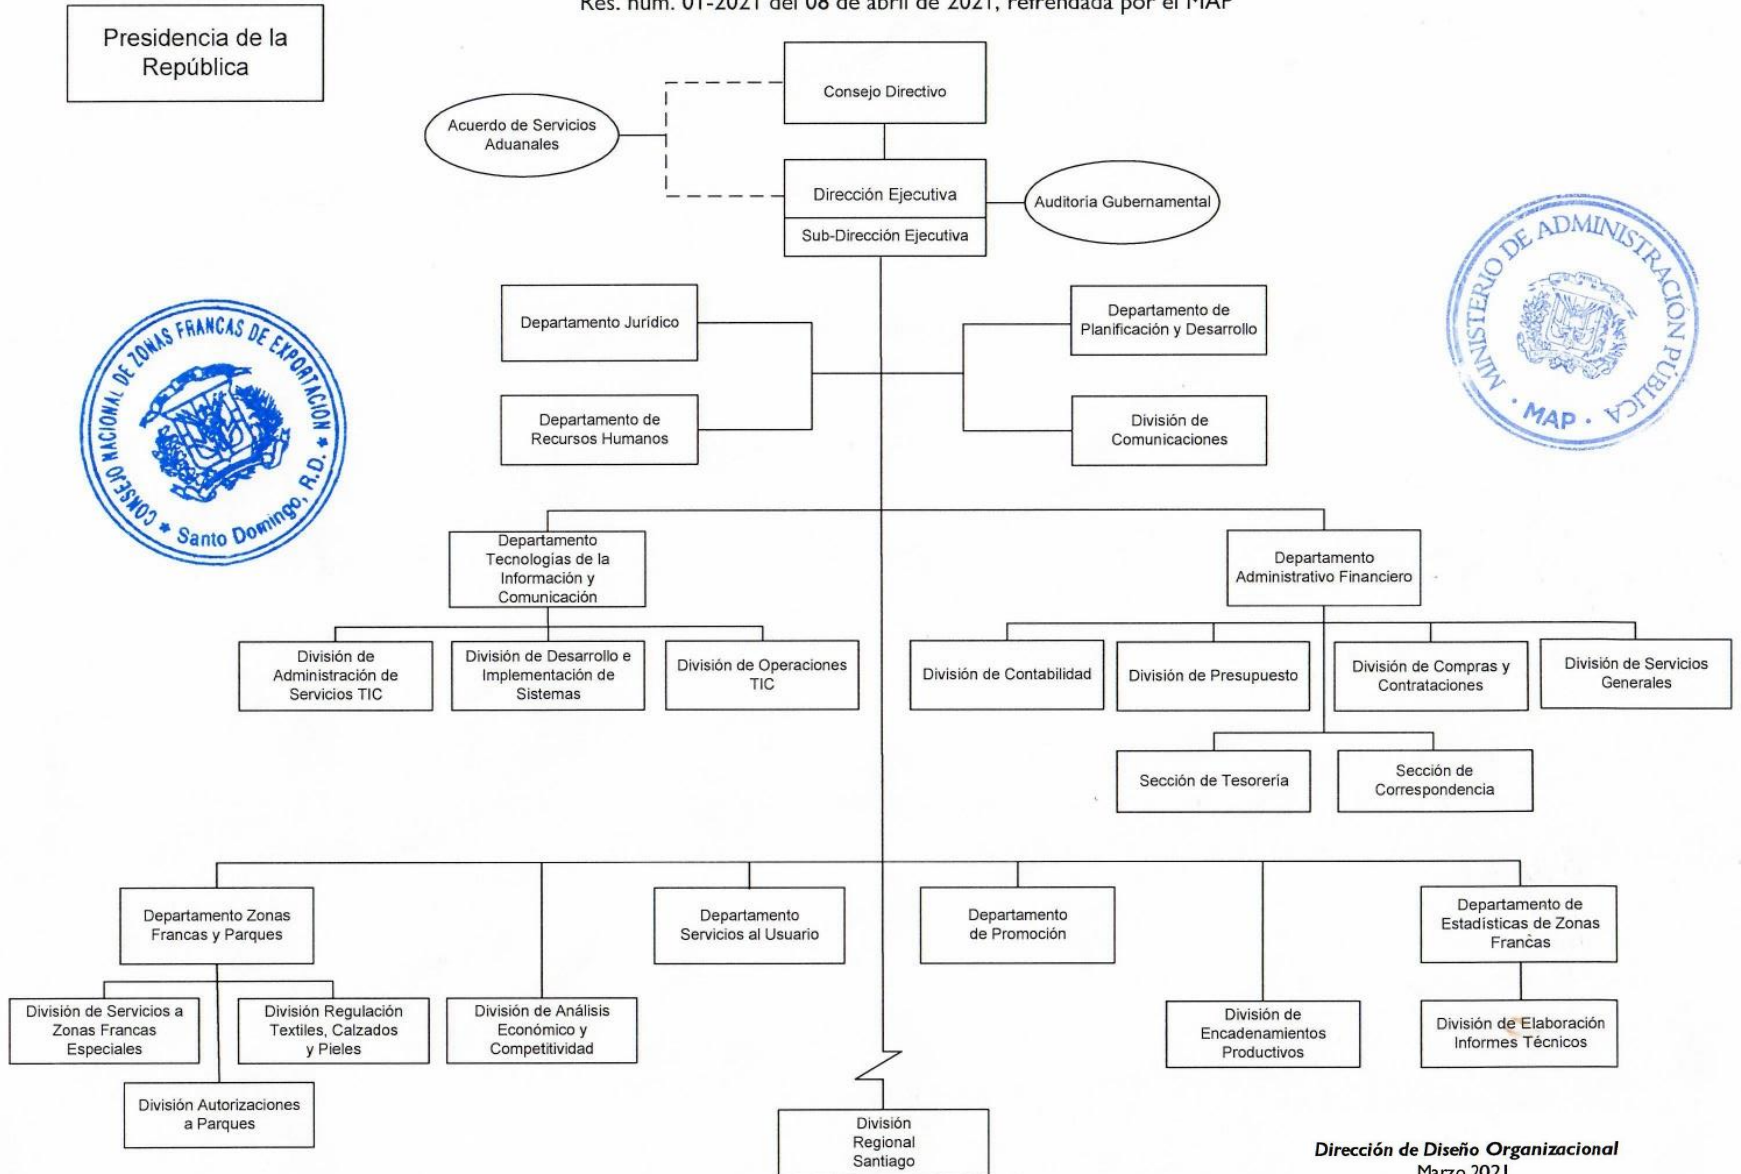 Res. núm. 01-2021 del 08 de abril de 2021, refrendada por el MAP
Presidencia de la
República
Consejo Directivo
Acuerdo de Servicios
Aduanales
Dirección Ejecutiva
Auditoria Gubernamental
Sub-Dirección Ejecutiva
MINISTERIO DE ADMINISTRACIÓN PÚBLICA
· MAP ·
CONSEJO NACIONAL DE ZONAS FRANCAS DE EXPORTACION
* Santo Domingo, R.D. *
Departamento Jurídico
Departamento de
Planificación y Desarrollo
Departamento de
Recursos Humanos
División de
Comunicaciones
Departamento
Tecnologías de la
Información y
Comunicación
Departamento
Administrativo Financiero
División de
Administración de
Servicios TIC
División de Desarrollo e
Implementación de
Sistemas
División de Operaciones
TIC
División de Contabilidad
División de Presupuesto
División de Compras y
Contrataciones
División de Servicios
Generales
Sección de Tesorería
Sección de
Correspondencia
Departamento Zonas
Francas y Parques
Departamento
Servicios al Usuario
Departamento
de Promoción
Departamento de
Estadísticas de Zonas
Francas
División de Servicios a
Zonas Francas
Especiales
División Regulación
Textiles, Calzados
y Pieles
División de Análisis
Económico y
Competitividad
División de
Encadenamientos
Productivos
División de Elaboración
Informes Técnicos
División Autorizaciones
a Parques
División
Regional
Santiago
Dirección de Diseño Organizacional
Marzo 2021